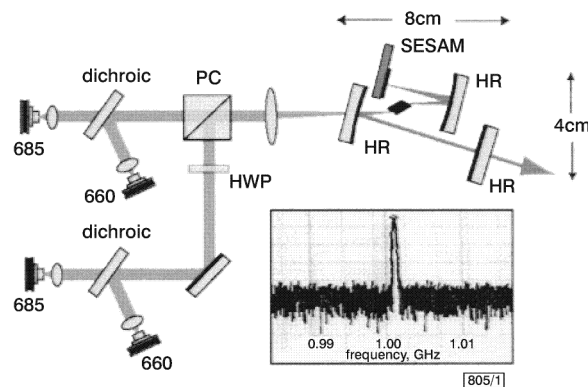 8cm
SESAM
dichroic
PC
HR
4cm
685
HR
660
HWP
HR
dichroic
685
660
0.99 1.00 1.01
frequency, GHz
805/1